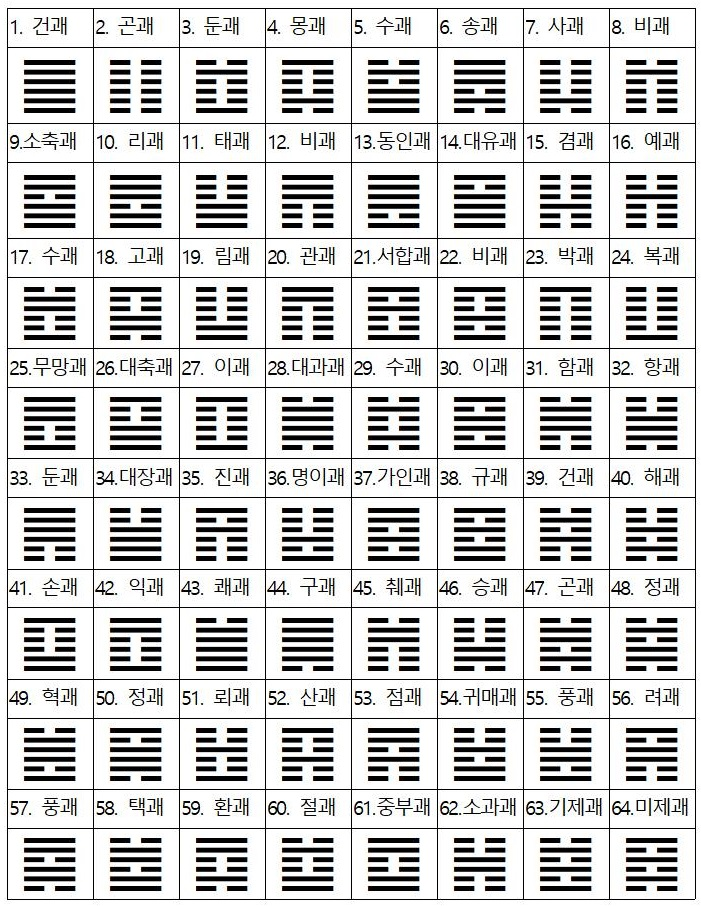 1. 건괘 2. 곤괘 3. 둔괘 4. 몽괘 5. 수괘 6. 송괘 7. 사괘 8. 비괘
9.소축괘 10. 리괘 11. 태괘 12. 비괘 13.동인괘 14.대유괘 15. 겸괘 16. 예괘
17. 수괘 18. 고괘 19. 림괘 20. 관괘 21.서합괘 22. 비괘 23. 박괘 24. 복괘
25.무망괘 26.대축괘 27. 이괘 28.대과괘 29. 수괘 30. 이괘 31. 함괘 32. 항괘
33. 둔괘 34.대장괘 35. 진괘 36.명이괘 37.가인괘 38. 규괘 39. 건괘 40. 해괘
41. 손괘 42. 익괘 43. 쾌괘 44. 구괘 45. 췌괘 46. 승괘 47. 곤괘 48. 정괘
49. 혁괘 50. 정괘 51. 뢰괘 52. 산괘 53. 점괘 54.귀매괘 55. 풍괘 56. 려괘
57. 풍괘 58. 택괘 59. 환괘 60. 절괘 61.중부괘 62.소과괘 63.기제괘 64.미제괘